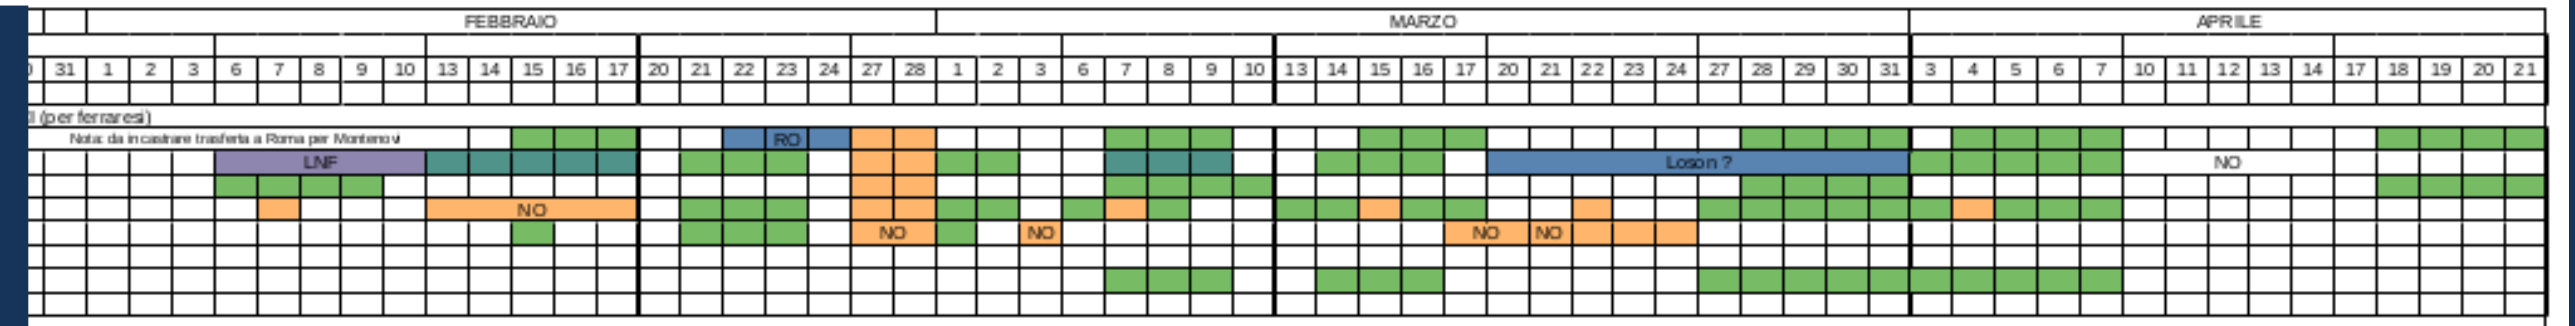 FEBBRAIO MARZO APRILE
31 1 2 3 6 7 8 9 10 13 14 15 16 17 20 21 22 23 24 27 28 1 2 3 6 7 8 9 10 13 14 15 16 17 20 21 22 23 24 27 28 29 30 31 3 4 5 6 7 10 11 12 13 14 17 18 19 20 21
(per ferraresi)
Nota: da incastrare trasferta a Roma per Montenovi RO
LNF Loson ? NO
NO
NO NO NO NO